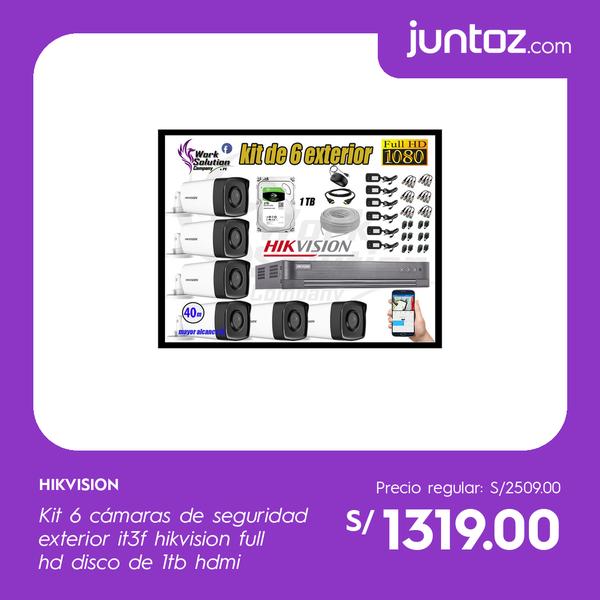 juntoz.com
Work
Solution
Company
kit de 6 exterior
Full HD
1080
1 TB
HIKVISION
40m
mayor alcance
HIKVISION
Precio regular: S/2509.00
Kit 6 cámaras de seguridad
exterior it3f hikvision full
hd disco de 1tb hdmi
S/ 1319.00